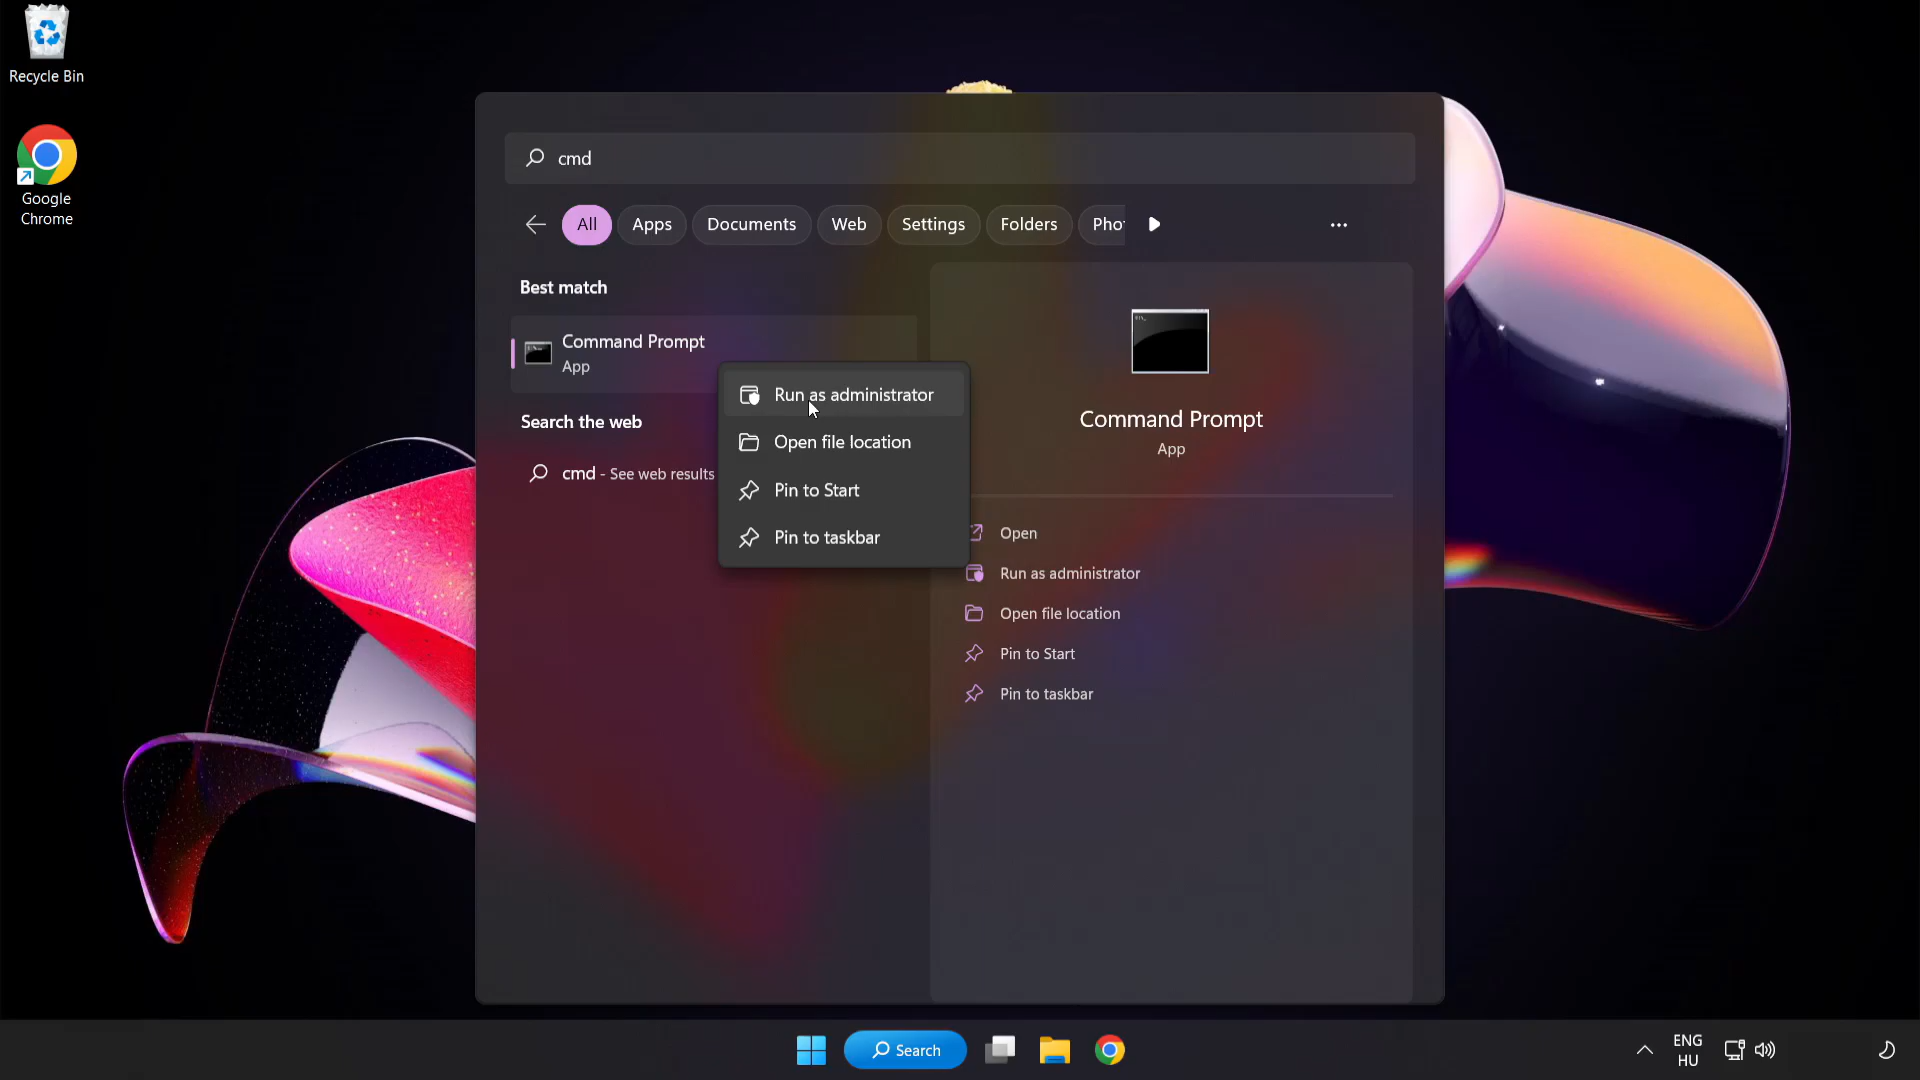 Recycle Bin
Google
Chrome
cmd
All
Apps
Documents
Web
Settings
Folders
Best match
Command Prompt
App
Search the web
cmd - See web results
Run as administrator
Open file location
Pin to Start
Pin to taskbar
Command Prompt
App
Open
Run as administrator
Open file location
Pin to Start
Pin to taskbar
Search
ENG
HU